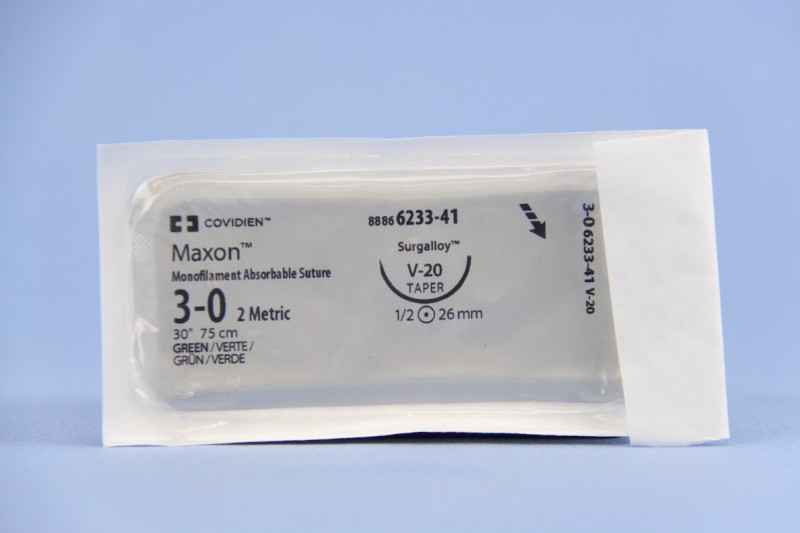 COVIDIEN™
Maxon™
Monofilament Absorbable Suture
3-0 2 Metric
30" 75 cm
GREEN/VERTE/
GRÜN/VERDE
8886 6233-41
Surgalloy™
V-20
TAPER
1/2 26 mm
3-0 6233-41 V-20